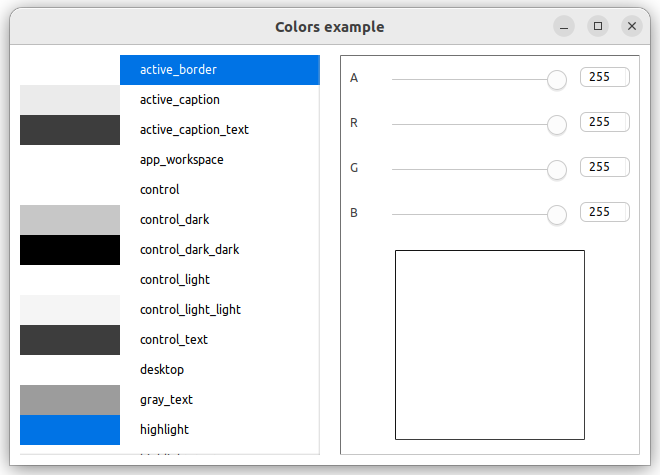 Colors example
active_border
active_caption
active_caption_text
app_workspace
control
control_dark
control_dark_dark
control_light
control_light_light
control_text
desktop
gray_text
highlight
A 255
R 255
G 255
B 255